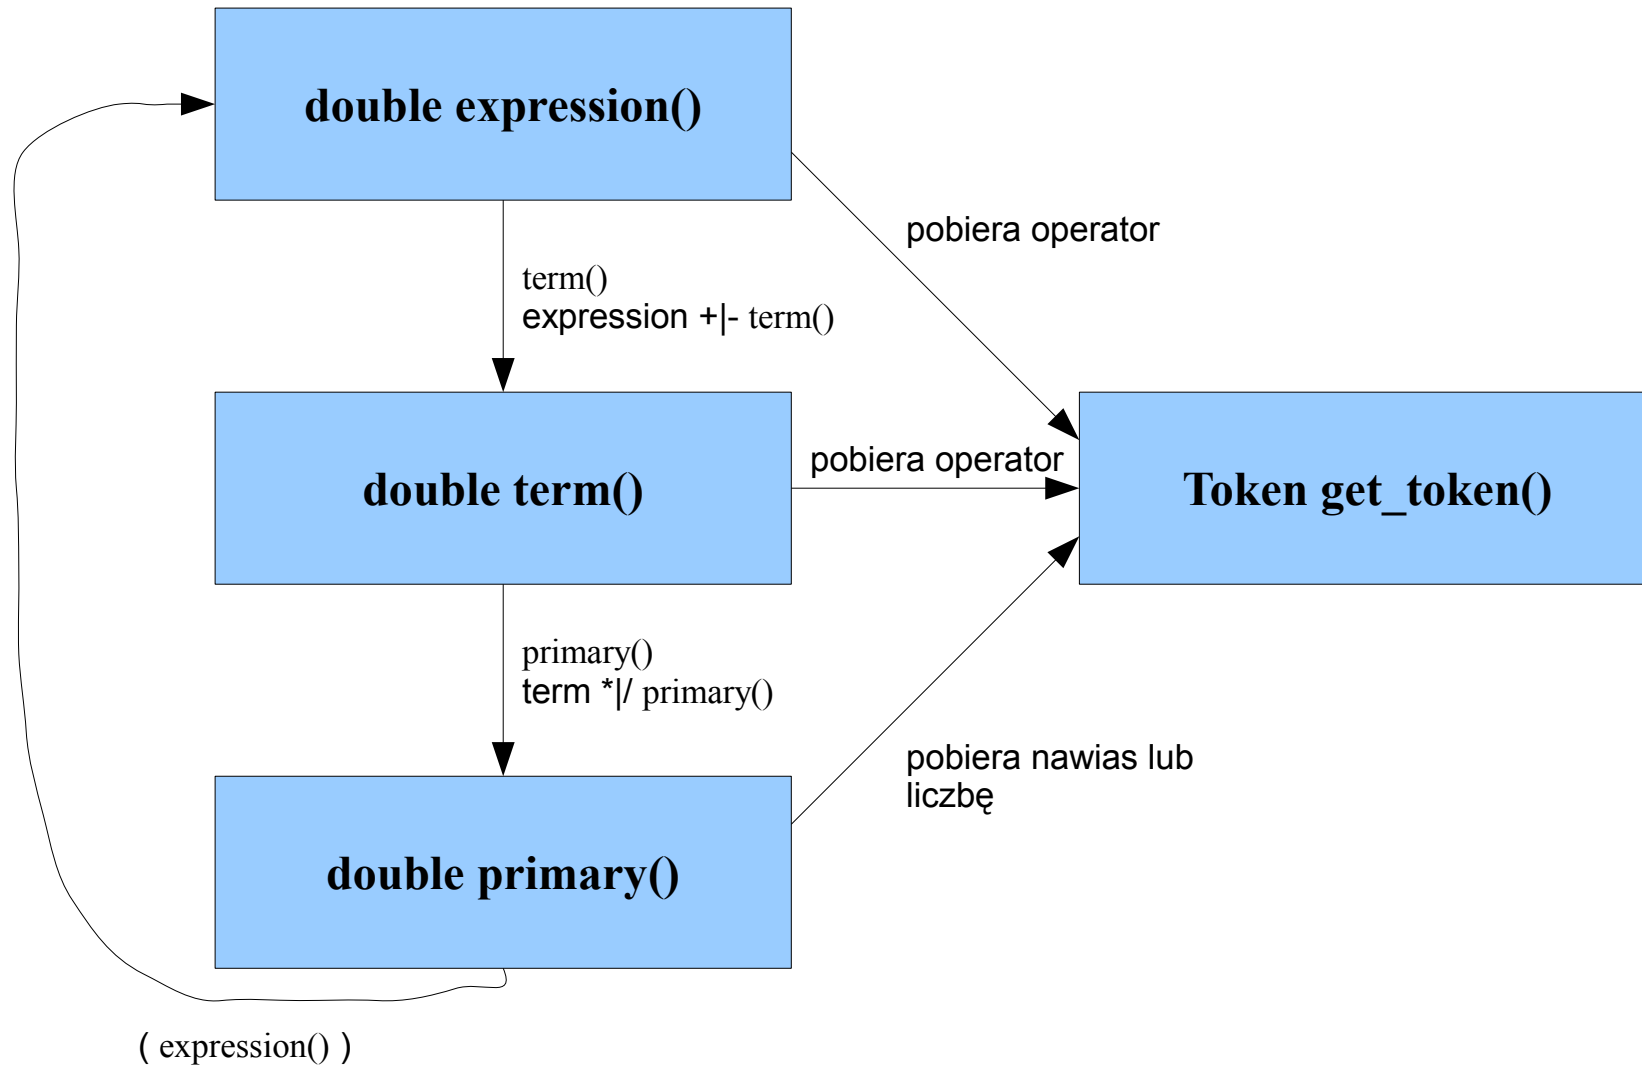 double expression()
pobiera operator
term()
expression +|- term()
double term()
pobiera operator
Token get_token()
primary()
term *|/ primary()
pobiera nawias lub
liczbę
double primary()
( expression() )